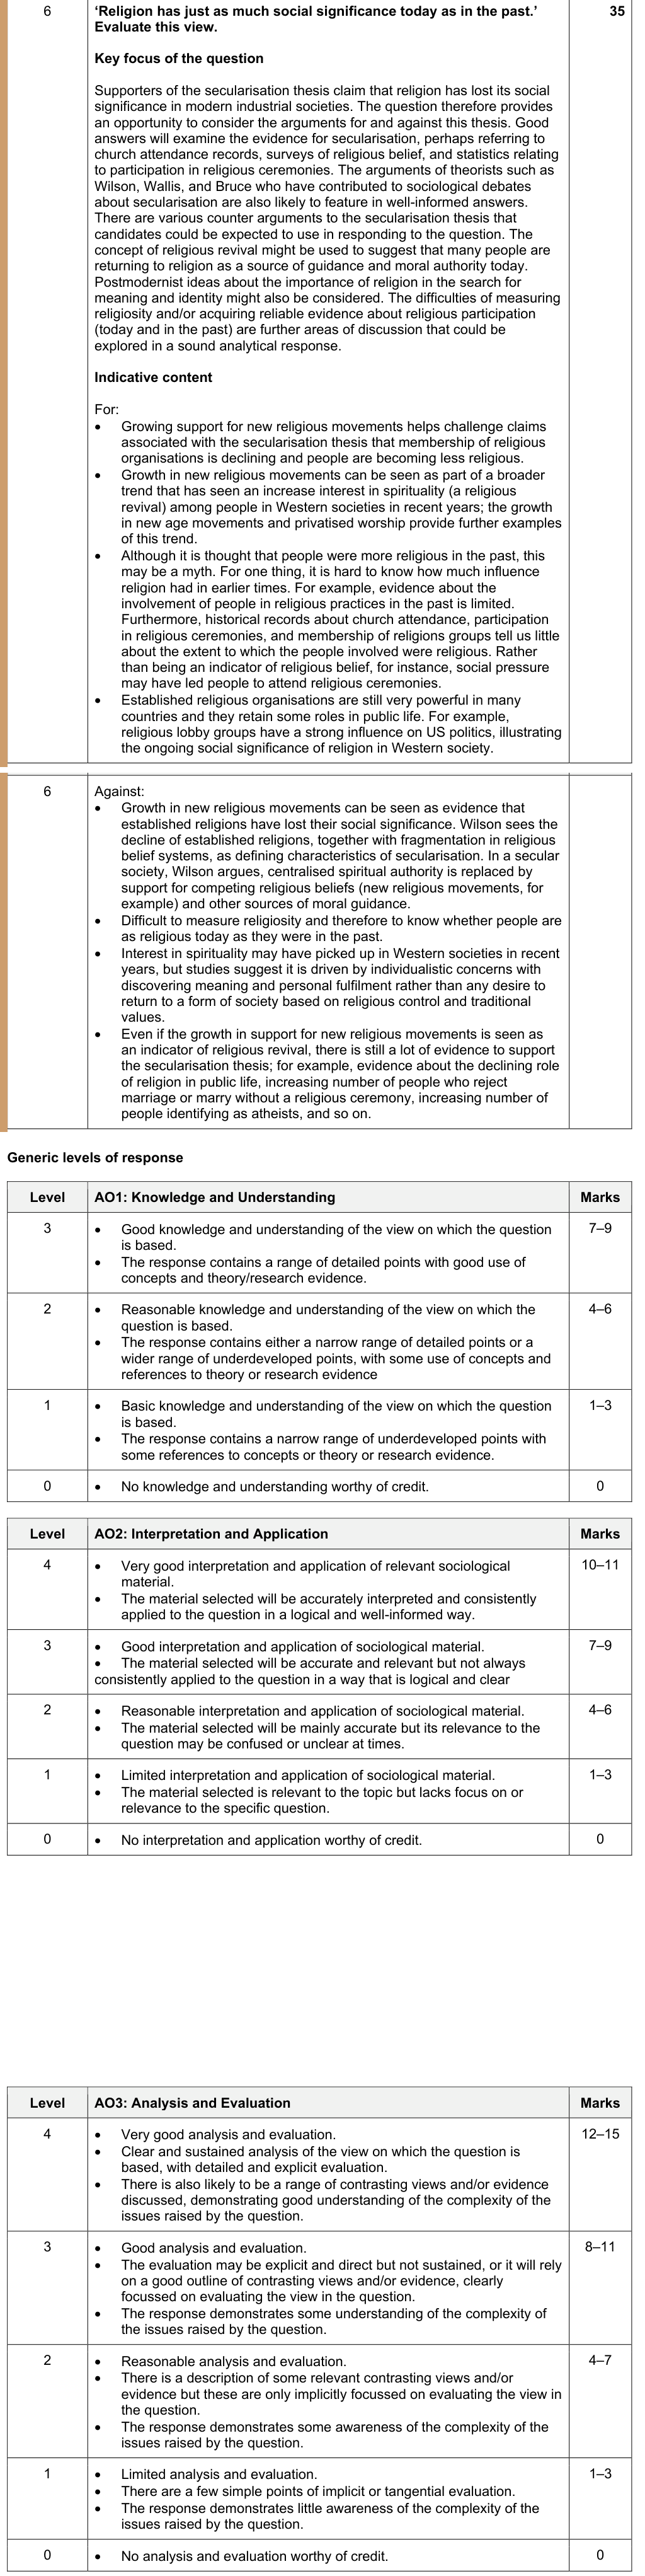 6
‘Religion has just as much social significance today as in the past.’
35
Evaluate this view.
Key focus of the question
Supporters of the secularisation thesis claim that religion has lost its social
significance in modern industrial societies. The question therefore provides
an opportunity to consider the arguments for and against this thesis. Good
answers will examine the evidence for secularisation, perhaps referring to
church attendance records, surveys of religious belief, and statistics relating
to participation in religious ceremonies. The arguments of theorists such as
Wilson, Wallis, and Bruce who have contributed to sociological debates
about secularisation are also likely to feature in well-informed answers.
There are various counter arguments to the secularisation thesis that
candidates could be expected to use in responding to the question. The
concept of religious revival might be used to suggest that many people are
returning to religion as a source of guidance and moral authority today.
Postmodernist ideas about the importance of religion in the search for
meaning and identity might also be considered. The difficulties of measuring
religiosity and/or acquiring reliable evidence about religious participation
(today and in the past) are further areas of discussion that could be
explored in a sound analytical response.
Indicative content
For:
• Growing support for new religious movements helps challenge claims
associated with the secularisation thesis that membership of religious
organisations is declining and people are becoming less religious.
• Growth in new religious movements can be seen as part of a broader
trend that has seen an increase interest in spirituality (a religious
revival) among people in Western societies in recent years; the growth
in new age movements and privatised worship provide further examples
of this trend.
• Although it is thought that people were more religious in the past, this
may be a myth. For one thing, it is hard to know how much influence
religion had in earlier times. For example, evidence about the
involvement of people in religious practices in the past is limited.
Furthermore, historical records about church attendance, participation
in religious ceremonies, and membership of religions groups tell us little
about the extent to which the people involved were religious. Rather
than being an indicator of religious belief, for instance, social pressure
may have led people to attend religious ceremonies.
• Established religious organisations are still very powerful in many
countries and they retain some roles in public life. For example,
religious lobby groups have a strong influence on US politics, illustrating
the ongoing social significance of religion in Western society.
6
Against:
• Growth in new religious movements can be seen as evidence that
established religions have lost their social significance. Wilson sees the
decline of established religions, together with fragmentation in religious
belief systems, as defining characteristics of secularisation. In a secular
society, Wilson argues, centralised spiritual authority is replaced by
support for competing religious beliefs (new religious movements, for
example) and other sources of moral guidance.
• Difficult to measure religiosity and therefore to know whether people are
as religious today as they were in the past.
• Interest in spirituality may have picked up in Western societies in recent
years, but studies suggest it is driven by individualistic concerns with
discovering meaning and personal fulfilment rather than any desire to
return to a form of society based on religious control and traditional
values.
• Even if the growth in support for new religious movements is seen as
an indicator of religious revival, there is still a lot of evidence to support
the secularisation thesis; for example, evidence about the declining role
of religion in public life, increasing number of people who reject
marriage or marry without a religious ceremony, increasing number of
people identifying as atheists, and so on.
Generic levels of response
Level AO1: Knowledge and Understanding Marks
3 • Good knowledge and understanding of the view on which the question 7–9
is based.
• The response contains a range of detailed points with good use of
concepts and theory/research evidence.
2 • Reasonable knowledge and understanding of the view on which the 4–6
question is based.
• The response contains either a narrow range of detailed points or a
wider range of underdeveloped points, with some use of concepts and
references to theory or research evidence
1 • Basic knowledge and understanding of the view on which the question 1–3
is based.
• The response contains a narrow range of underdeveloped points with
some references to concepts or theory or research evidence.
0 • No knowledge and understanding worthy of credit. 0
Level AO2: Interpretation and Application Marks
4 • Very good interpretation and application of relevant sociological 10–11
material.
• The material selected will be accurately interpreted and consistently
applied to the question in a logical and well-informed way.
3 • Good interpretation and application of sociological material. 7–9
• The material selected will be accurate and relevant but not always
consistently applied to the question in a way that is logical and clear
2 • Reasonable interpretation and application of sociological material. 4–6
• The material selected will be mainly accurate but its relevance to the
question may be confused or unclear at times.
1 • Limited interpretation and application of sociological material. 1–3
• The material selected is relevant to the topic but lacks focus on or
relevance to the specific question.
0 • No interpretation and application worthy of credit. 0
Level AO3: Analysis and Evaluation Marks
4 • Very good analysis and evaluation. 12–15
• Clear and sustained analysis of the view on which the question is
based, with detailed and explicit evaluation.
• There is also likely to be a range of contrasting views and/or evidence
discussed, demonstrating good understanding of the complexity of the
issues raised by the question.
3 • Good analysis and evaluation. 8–11
• The evaluation may be explicit and direct but not sustained, or it will rely
on a good outline of contrasting views and/or evidence, clearly
focussed on evaluating the view in the question.
• The response demonstrates some understanding of the complexity of
the issues raised by the question.
2 • Reasonable analysis and evaluation. 4–7
• There is a description of some relevant contrasting views and/or
evidence but these are only implicitly focussed on evaluating the view in
the question.
• The response demonstrates some awareness of the complexity of the
issues raised by the question.
1 • Limited analysis and evaluation. 1–3
• There are a few simple points of implicit or tangential evaluation.
• The response demonstrates little awareness of the complexity of the
issues raised by the question.
0 • No analysis and evaluation worthy of credit. 0